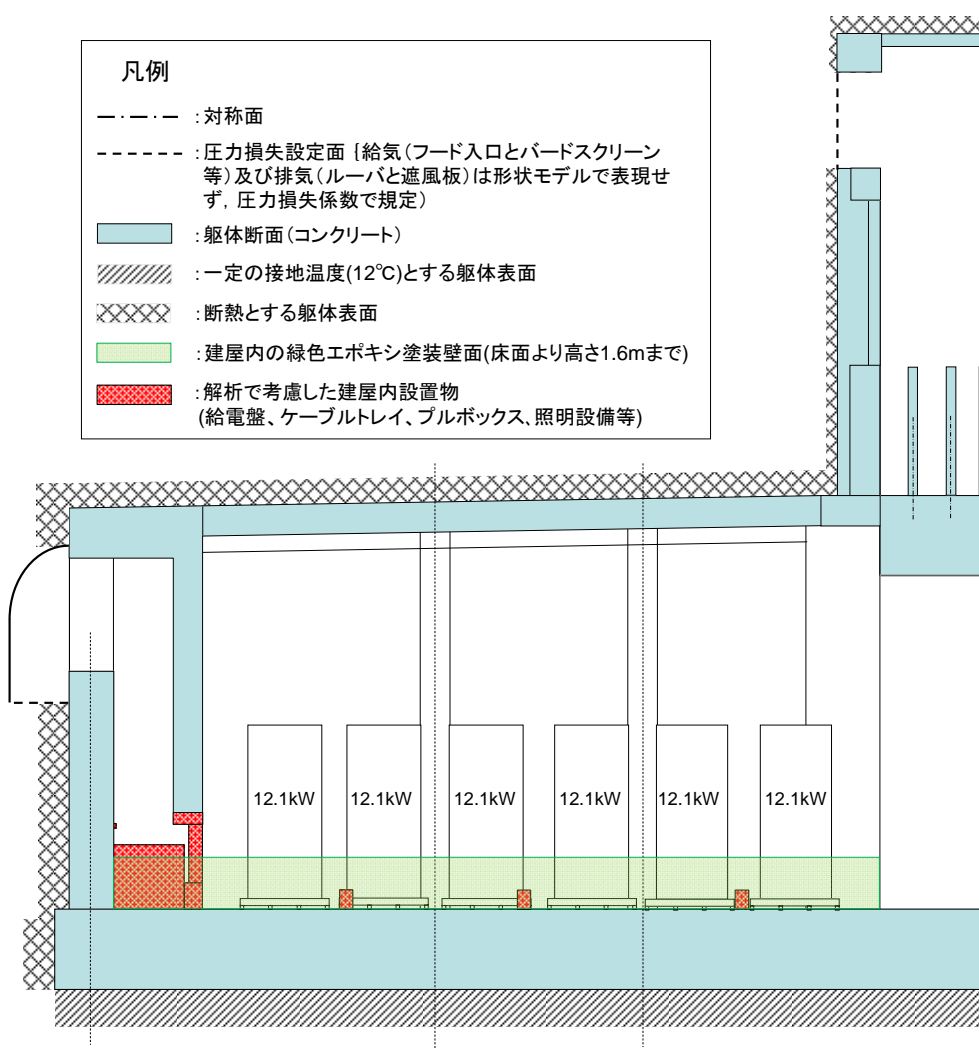 凡例
:対称面
:圧力損失設定面 {給気(フード入口とバードスクリーン
等)及び排気(ルーバと遮風板)は形状モデルで表現せ
ず, 圧力損失係数で規定)
:躯体断面(コンクリート)
:一定の接地温度(12℃)とする躯体表面
:断熱とする躯体表面
:建屋内の緑色エポキシ塗装壁面(床面より高さ1.6mまで)
:解析で考慮した建屋内設置物
(給電盤、ケーブルトレイ、プルボックス、照明設備等)
12.1kW 12.1kW 12.1kW 12.1kW 12.1kW 12.1kW